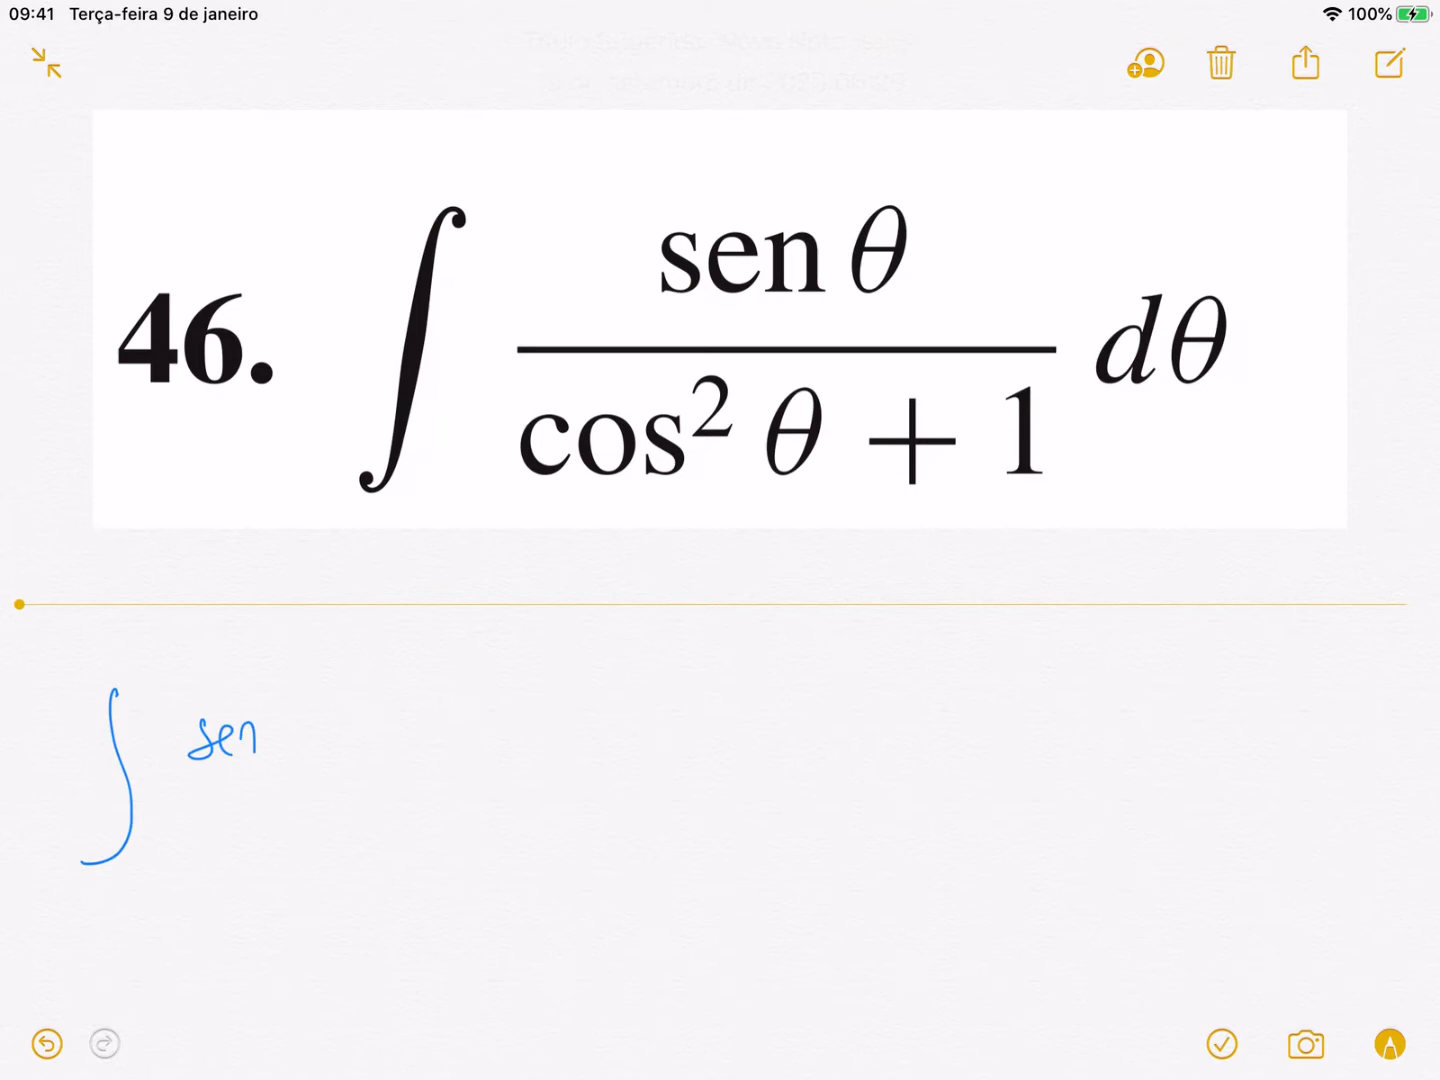 09:41 Terça-feira 9 de janeiro 100%
46. ∫ sen θ / cos² θ + 1 dθ
∫ sen